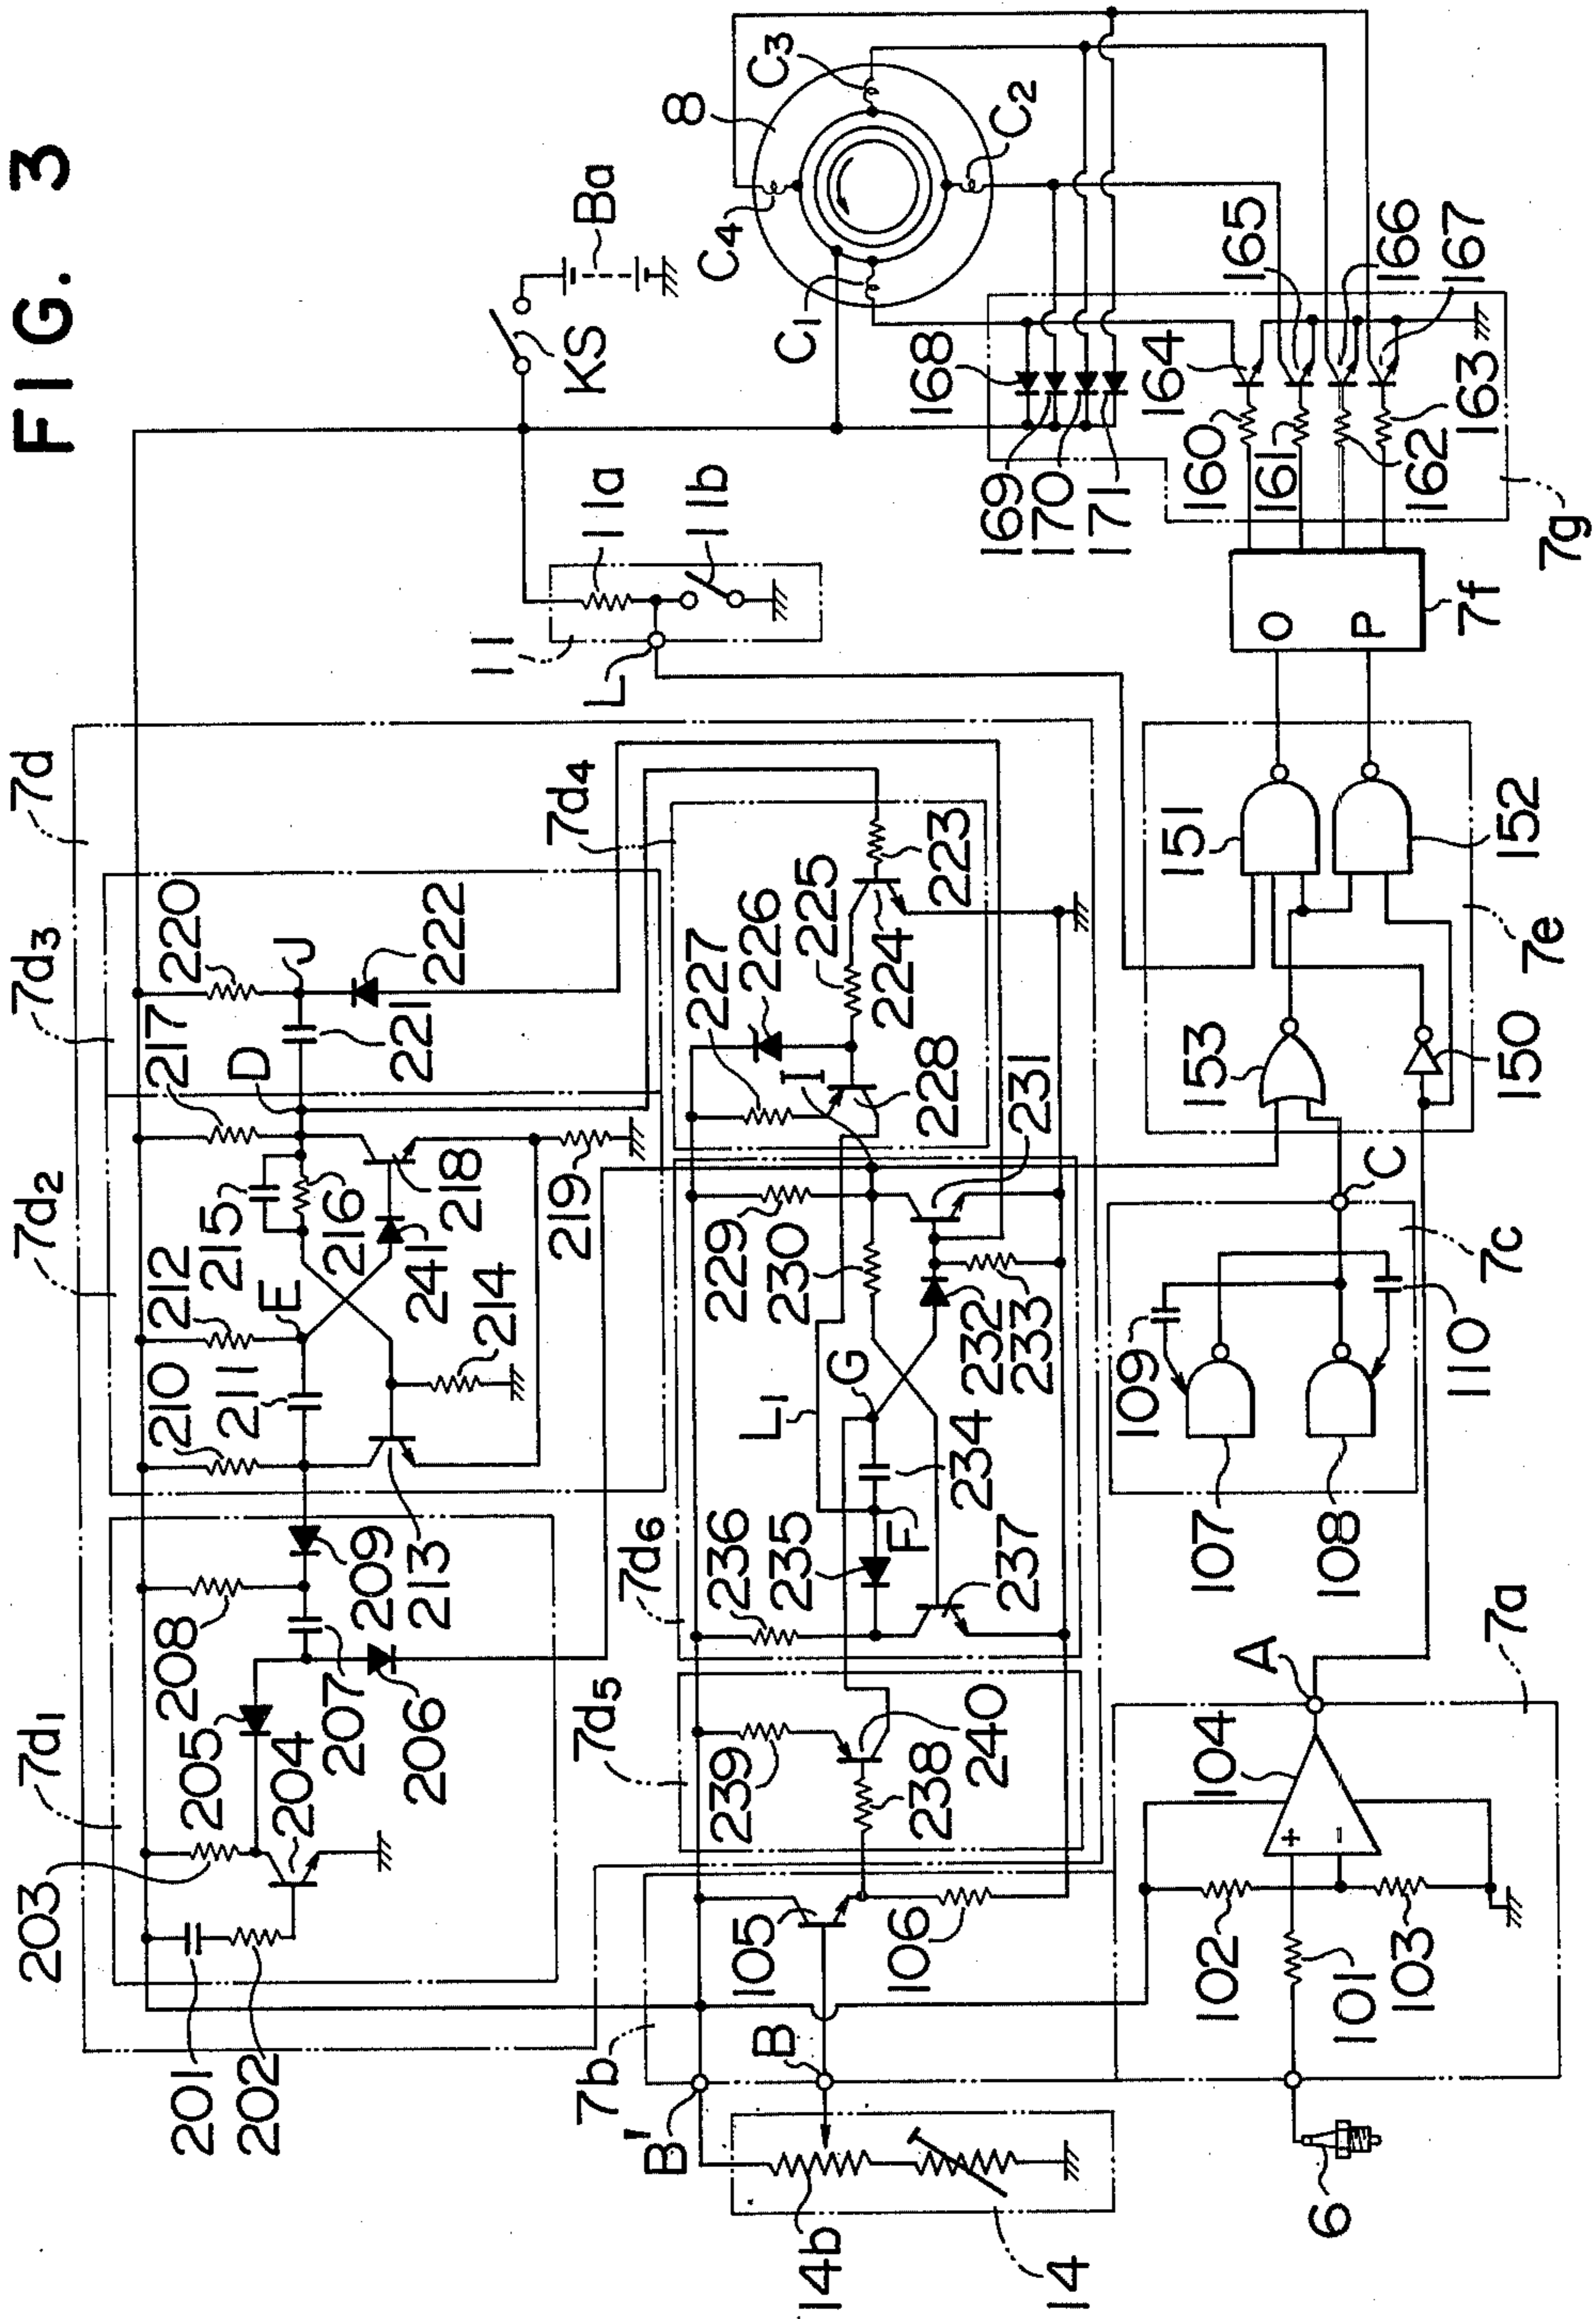 FIG. 3
7d
7d3
7d2
7d1
203
201
202
205
204
208
207
206
209
213
210
211
212
E
215
216
214
241
218
219
217
D
220
J
221
222
7d4
227
226
225
224
223
228
I
231
7d6
229
230
232
233
G
L1
234
F
235
236
237
7d5
239
238
240
7b
B'
B
105
106
14b
14
6
101
102
103
104
+
−
A
7a
107
108
109
110
C
7c
150
153
151
152
7e
O
P
7f
7g
160
161
162
163
164
165
166
167
168
169
170
171
11
11a
11b
L
KS
Ba
8
C1
C2
C3
C4